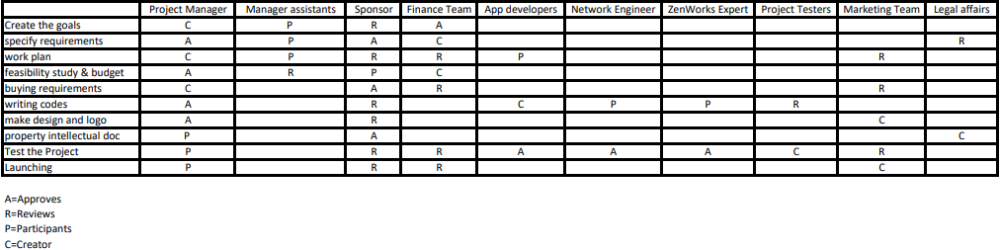 Project Manager Manager assistants Sponsor Finance Team App developers Network Engineer ZenWorks Expert Project Testers Marketing Team Legal affairs
Create the goals C P R A
specify requirements A P A C R
work plan C P R R P R
feasibility study & budget A R P C
buying requirements C A R R
writing codes A R C P P R
make design and logo A R C
property intellectual doc P A C
Test the Project P R R A A A C R
Launching P R R C
A=Approves
R=Reviews
P=Participants
C=Creator